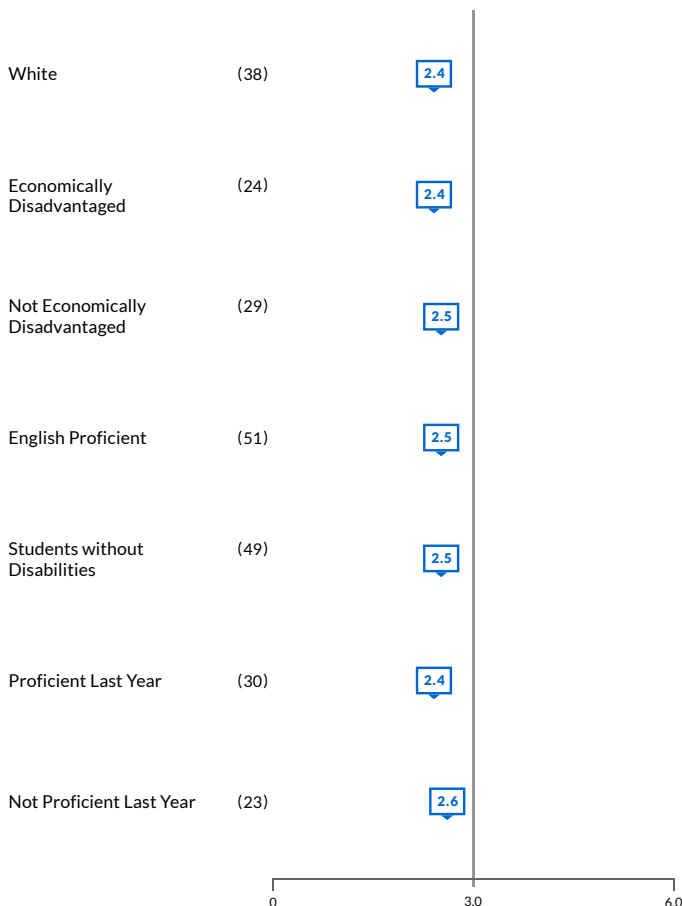 White (38) 2.4
Economically (24) 2.4
Disadvantaged
Not Economically (29) 2.5
Disadvantaged
English Proficient (51) 2.5
Students without (49) 2.5
Disabilities
Proficient Last Year (30) 2.4
Not Proficient Last Year (23) 2.6
0 3.0 6.0